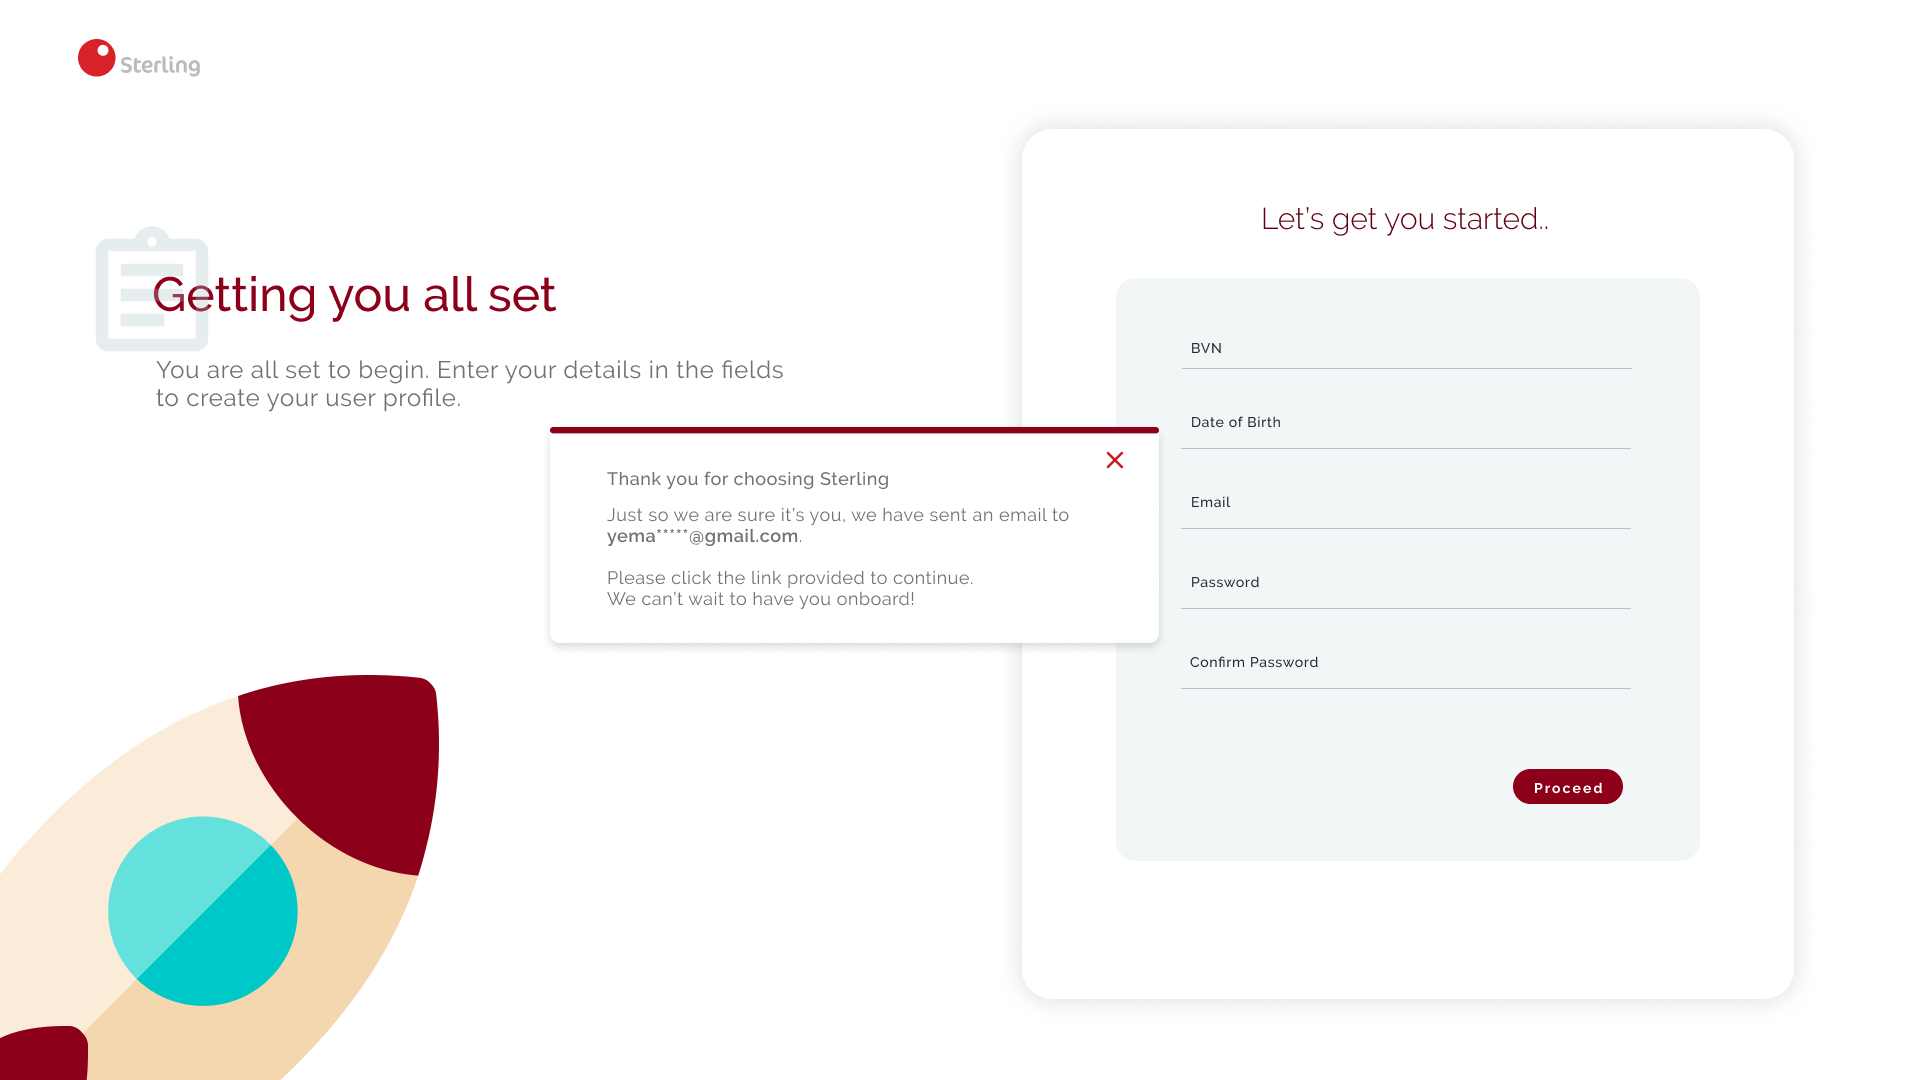 Sterling
Getting you all set
You are all set to begin. Enter your details in the fields
to create your user profile.
Thank you for choosing Sterling
Just so we are sure it's you, we have sent an email to
yema*****@gmail.com.
Please click the link provided to continue.
We can't wait to have you onboard!
Let's get you started..
BVN
Date of Birth
Email
Password
Confirm Password
Proceed